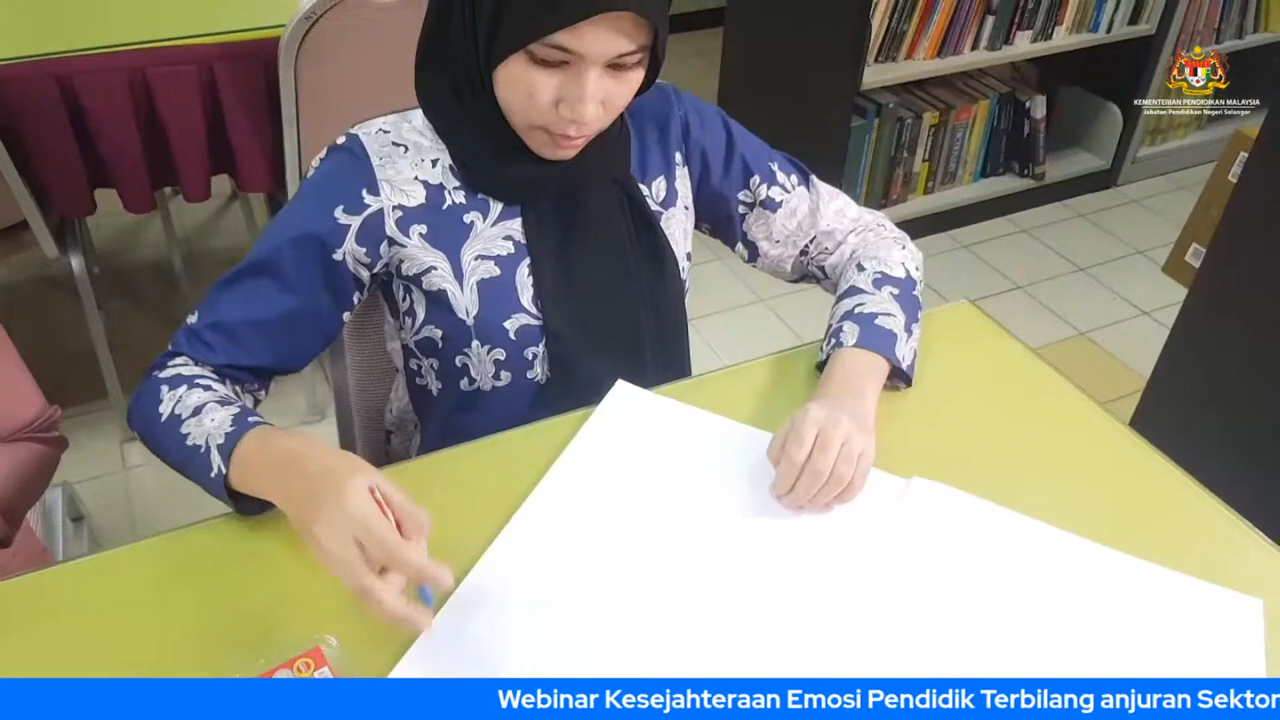 KEMENTERIAN PENDIDIKAN MALAYSIA
Jabatan Pendidikan Negeri Selangor
Webinar Kesejahteraan Emosi Pendidik Terbilang anjuran Sektor